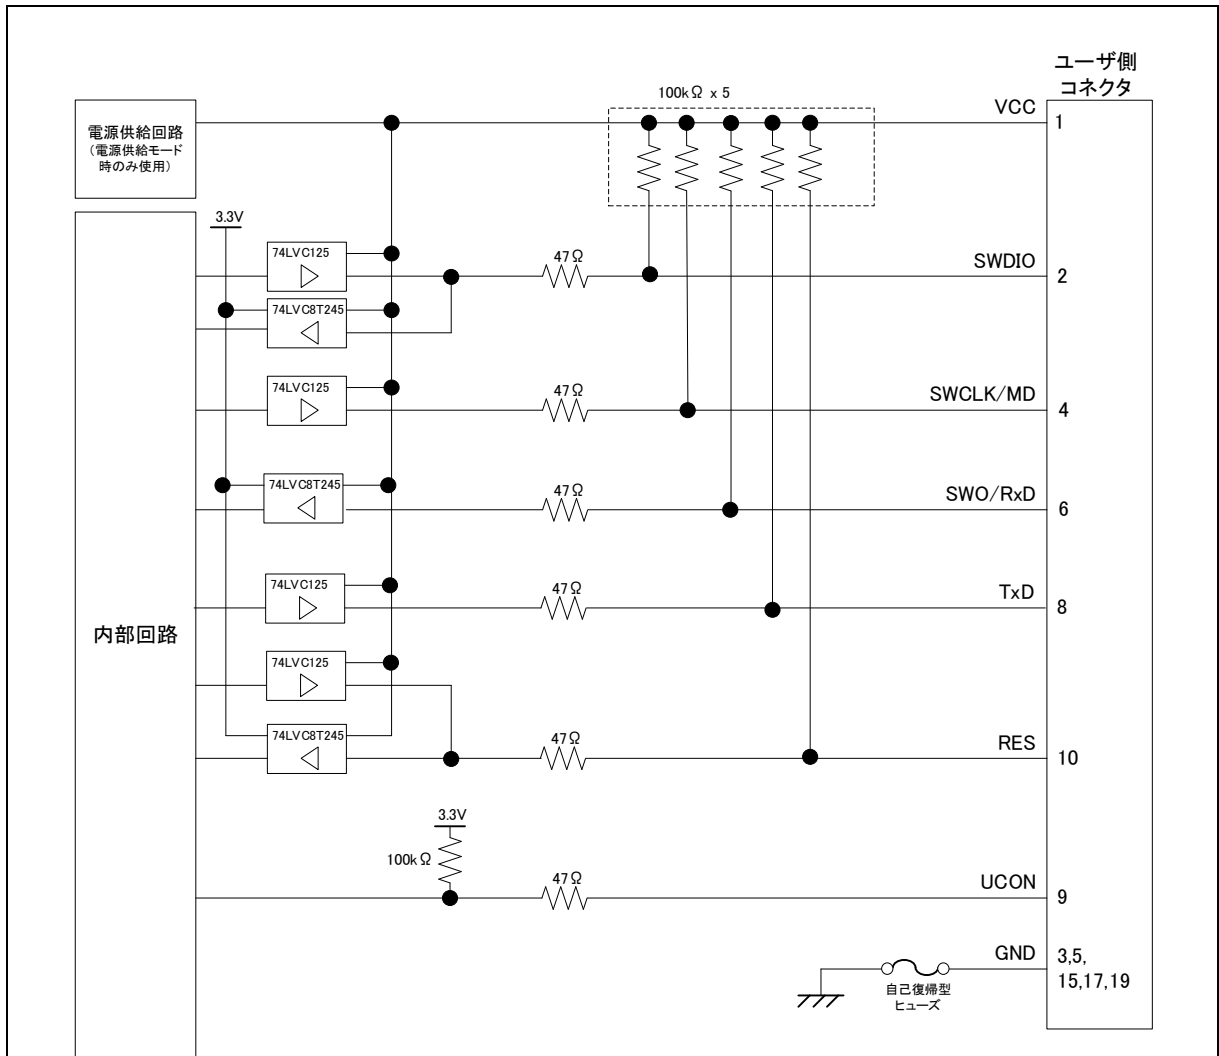 ユーザ側
コネクタ
100kΩ x 5
VCC
1
電源供給回路
（電源供給モード
時のみ使用）
3.3V
74LVC125
47Ω
SWDIO
2
74LVC8T245
74LVC125
47Ω
SWCLK/MD
4
74LVC8T245
47Ω
SWO/RxD
6
74LVC125
47Ω
TxD
8
内部回路
74LVC125
74LVC8T245
47Ω
RES
10
3.3V
100kΩ
47Ω
UCON
9
GND
3,5,
15,17,19
自己復帰型
ヒューズ